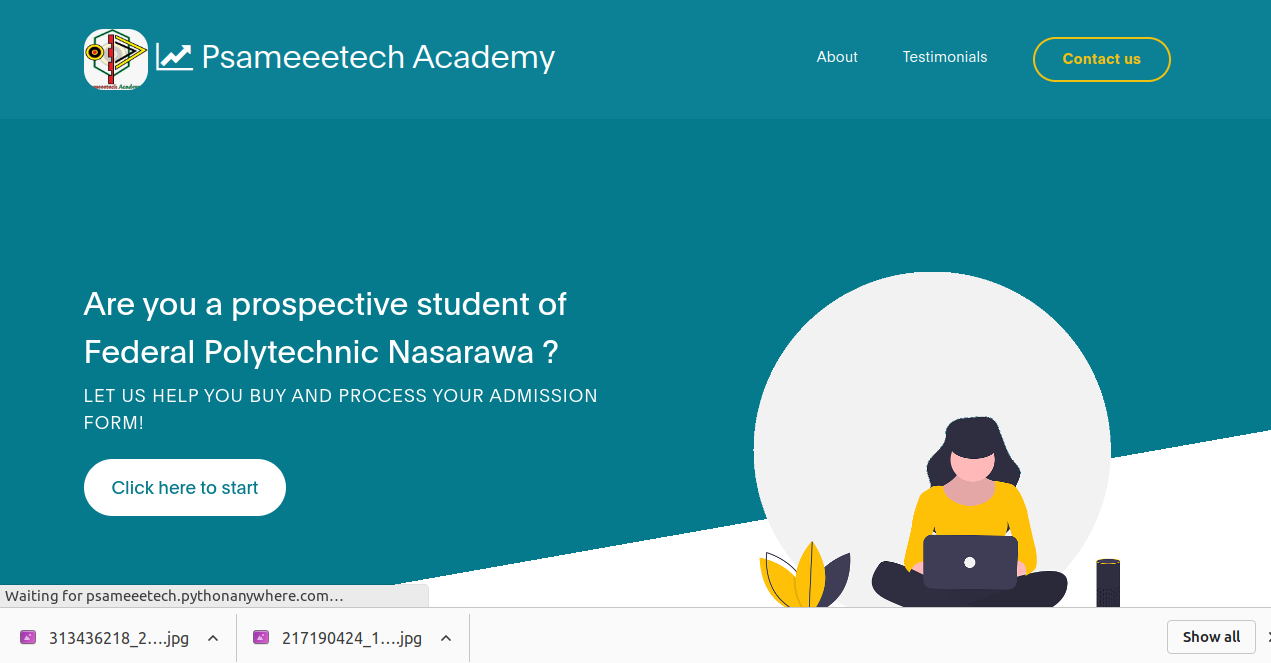 Psameeetech Academy
About
Testimonials
Contact us
Are you a prospective student of
Federal Polytechnic Nasarawa ?
LET US HELP YOU BUY AND PROCESS YOUR ADMISSION
FORM!
Click here to start
Waiting for psameeetech.pythonanywhere.com…
313436218_2….jpg
217190424_1….jpg
Show all